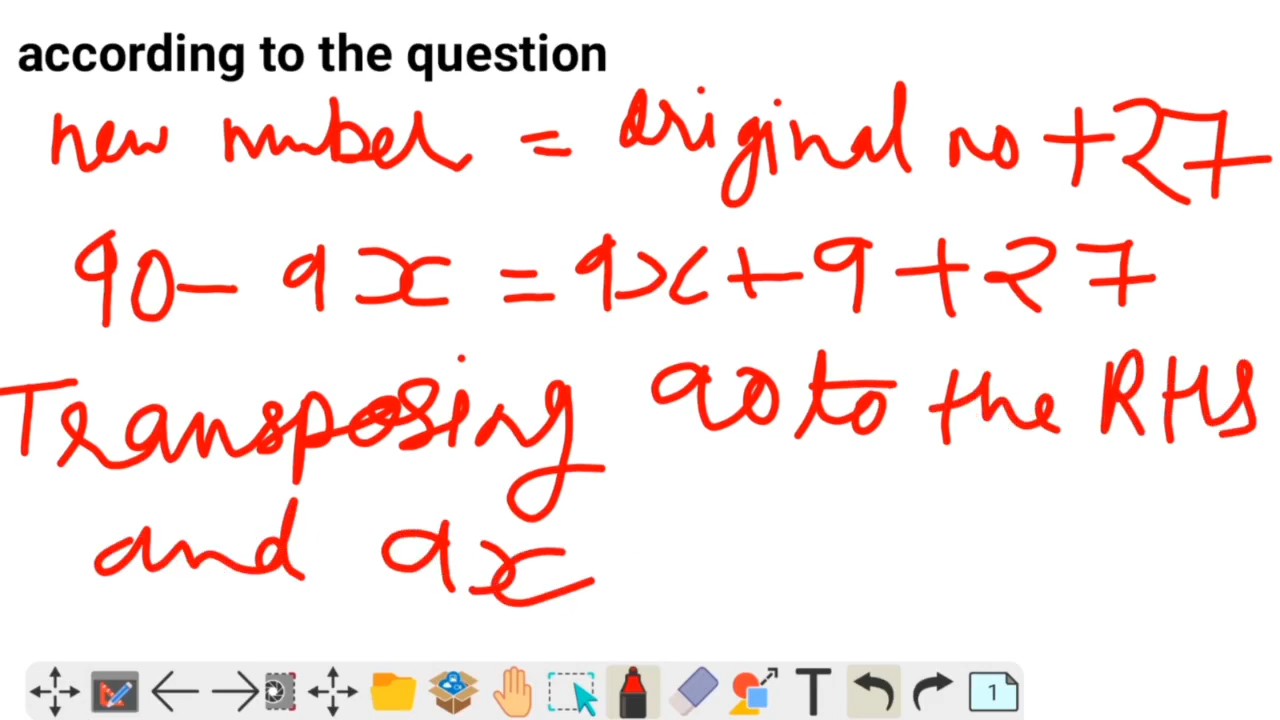 according to the question
new number = original no + 27
90 - 9x = 9x + 9 + 27
Transposing 90 to the RHS
and 9x
1